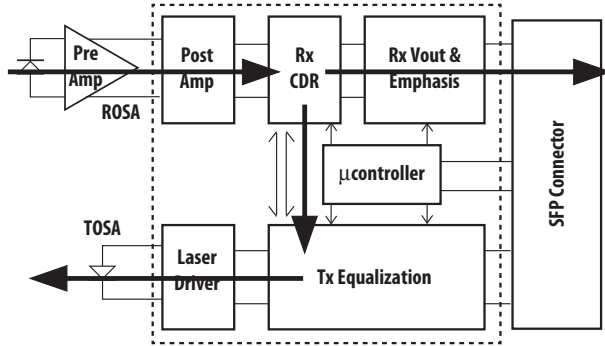 Pre
Amp
ROSA
Post
Amp
Rx
CDR
Rx Vout &
Emphasis
µcontroller
SFP Connector
TOSA
Laser
Driver
Tx Equalization